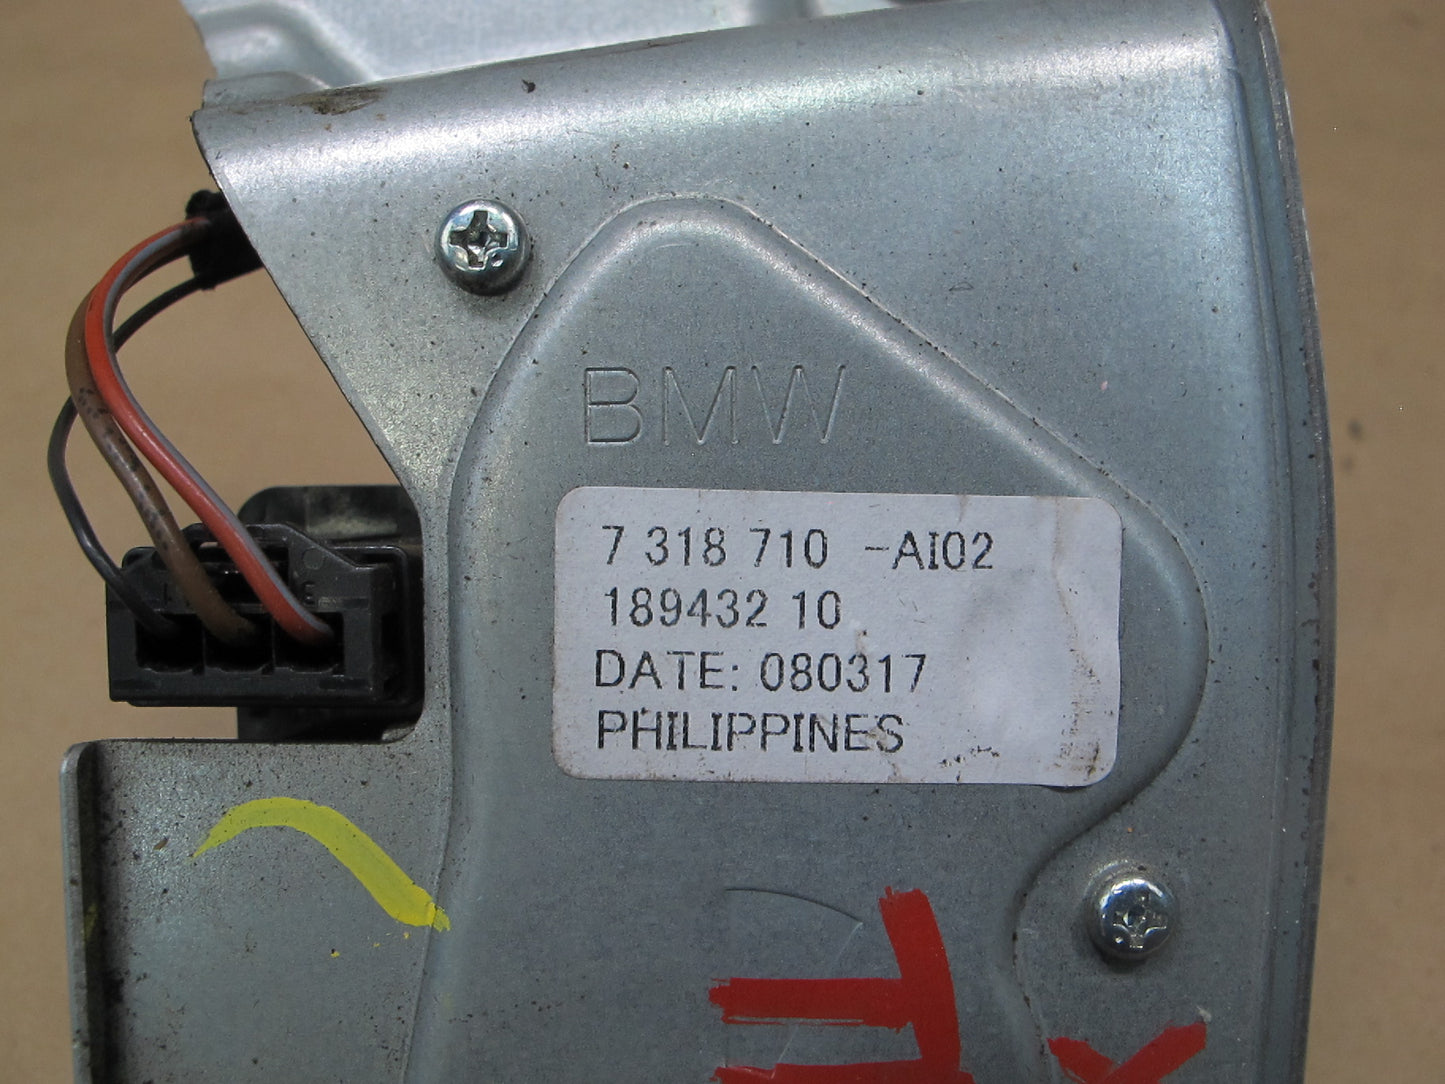 BMW
7 318 710 -AI02
189432 10
DATE: 080317
PHILIPPINES